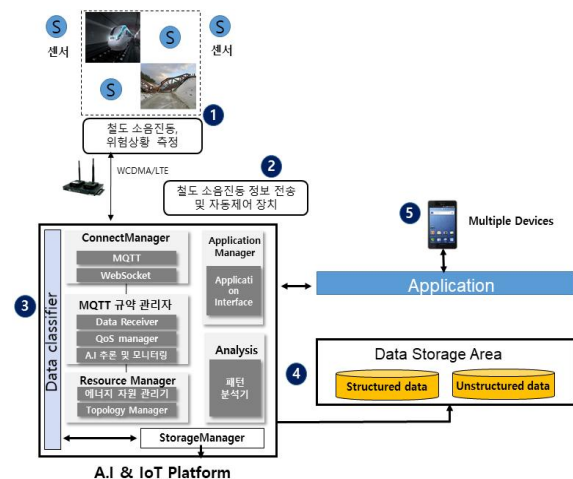 S
센서
S
S
센서
S
1
철도 소음진동,
위험상황 측정
WCDMA/LTE
2
철도 소음진동 정보 전송
및 자동제어 장치
3
Data classifier
ConnectManager
MQTT
WebSocket
MQTT 규약 관리자
Data Receiver
QoS manager
A.I 추론 및 모니터링
Resource Manager
에너지 자원 관리기
Topology Manager
Application
Manager
Applicati
on
Interface
Analysis
패턴
분석기
StorageManager
A.I & IoT Platform
5
Multiple Devices
Application
4
Data Storage Area
Structured data
Unstructured data